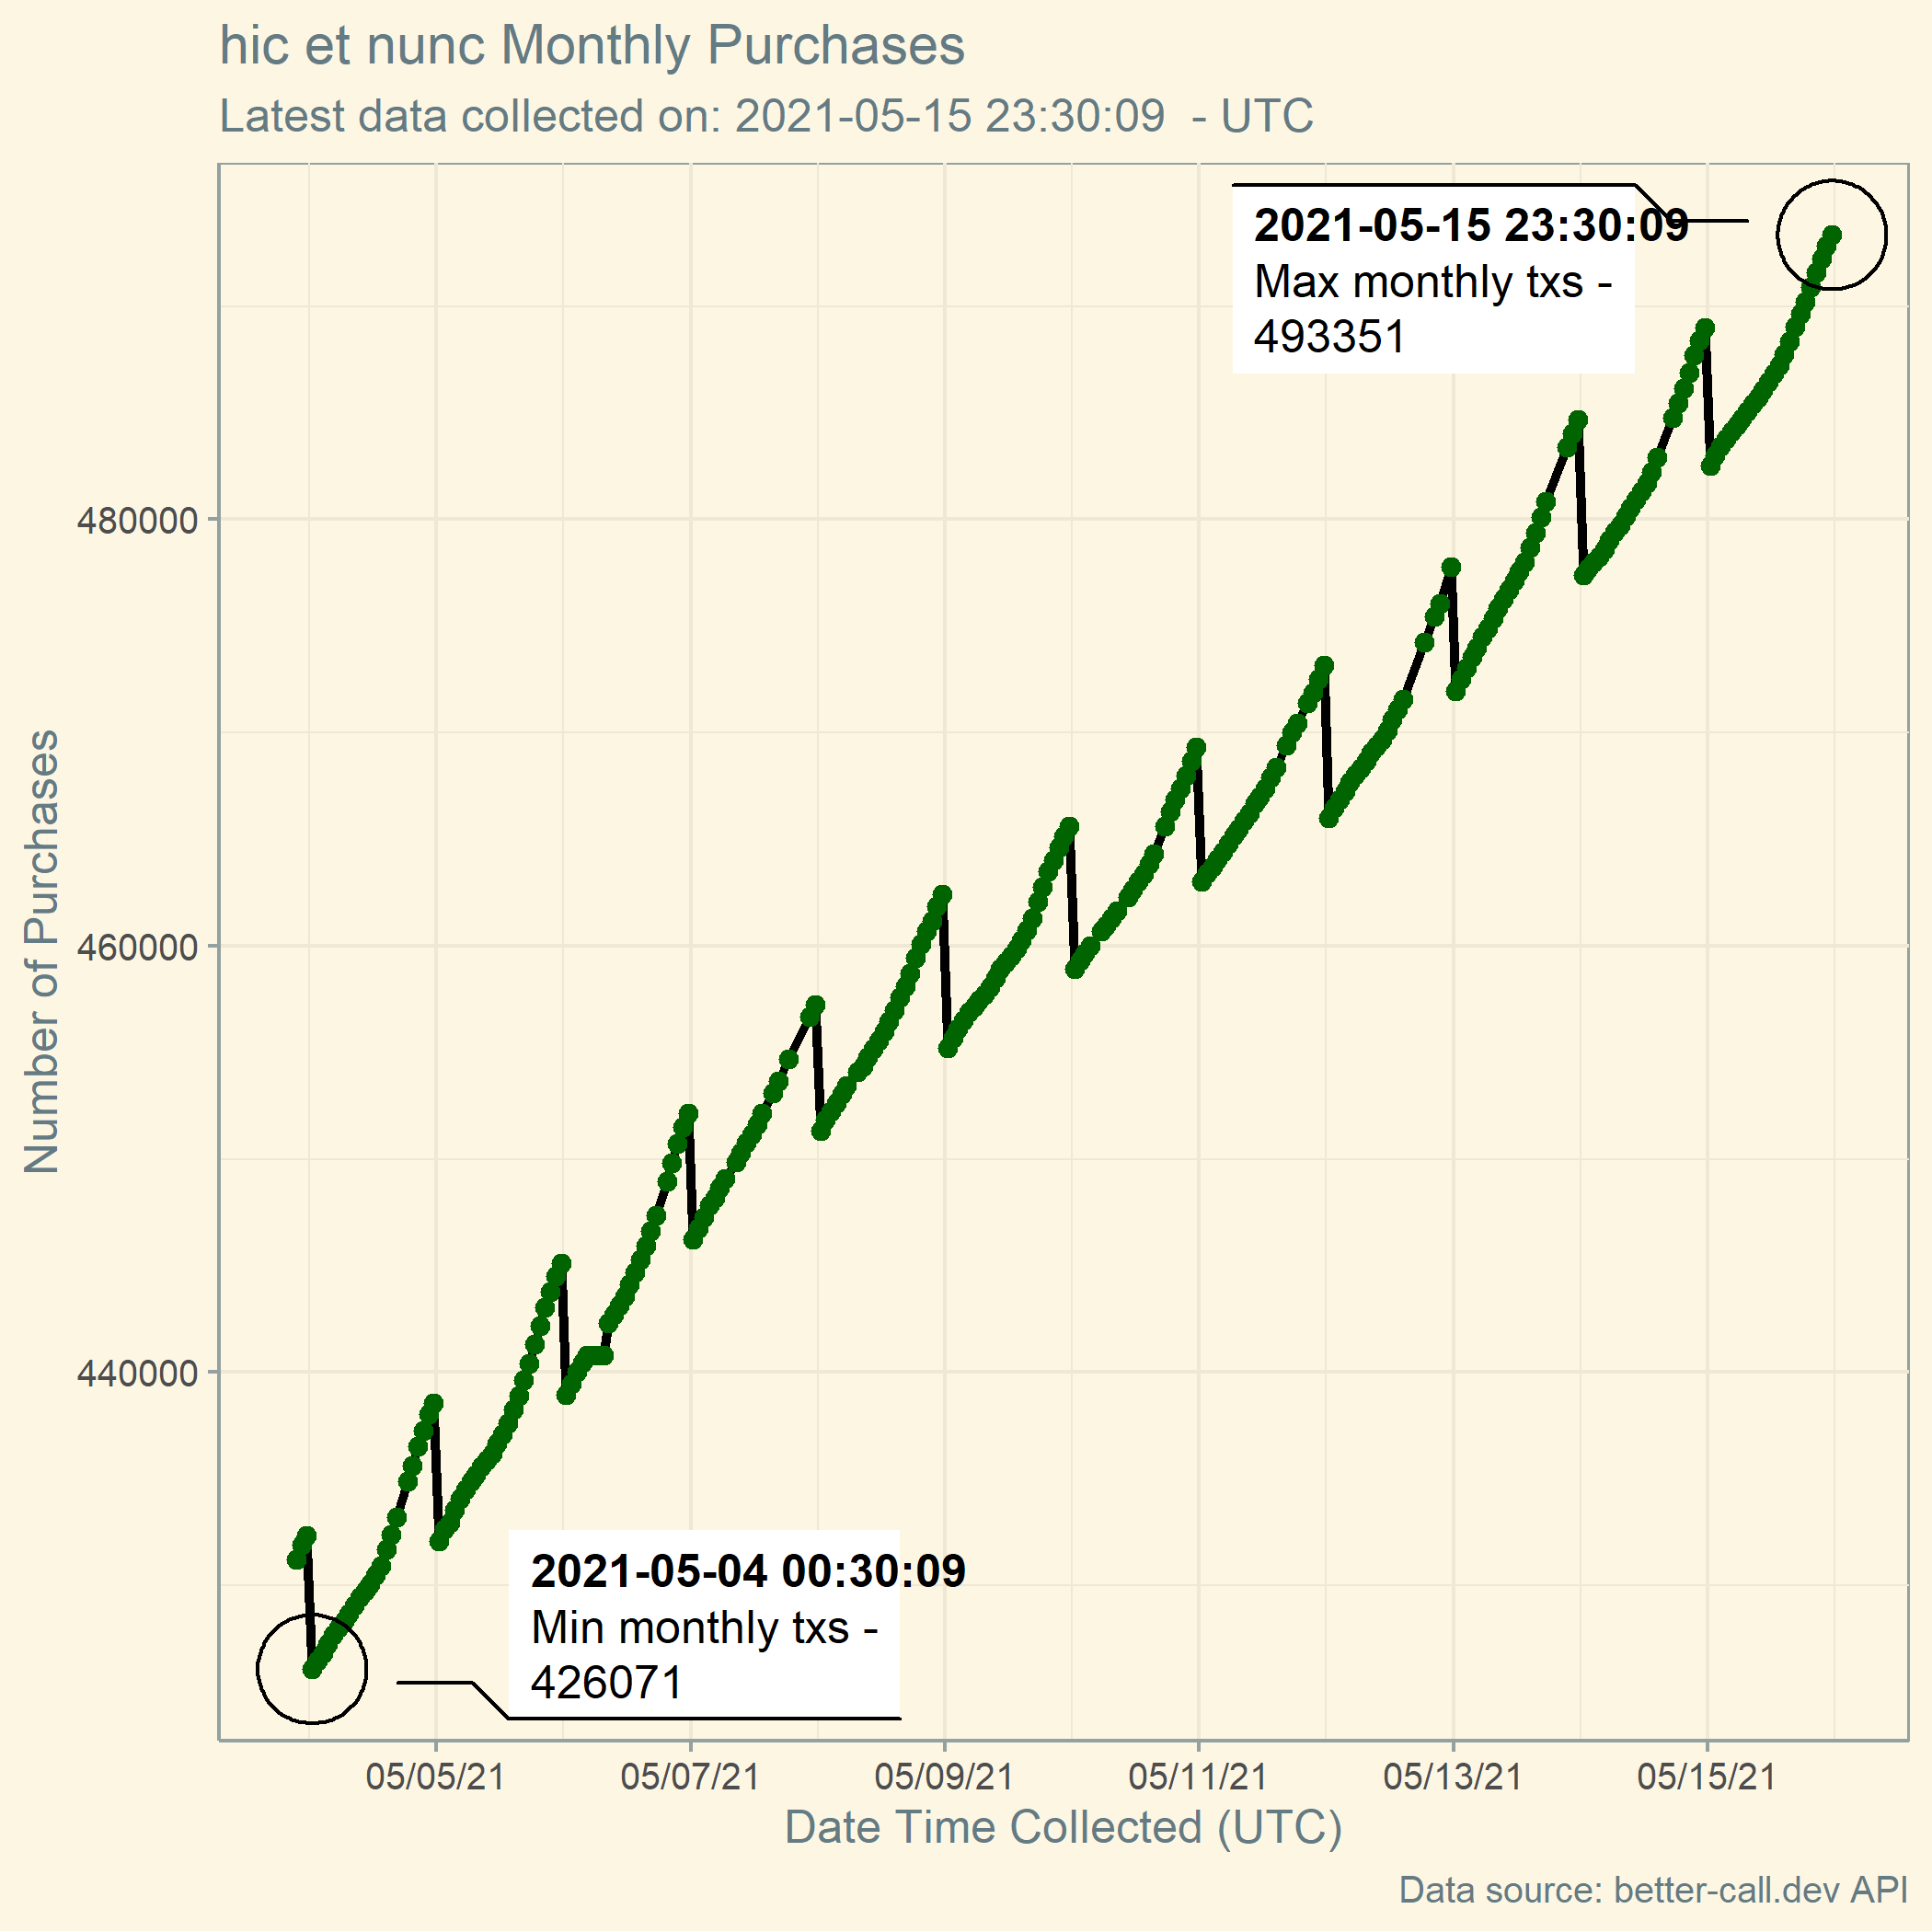 hic et nunc Monthly Purchases
Latest data collected on: 2021-05-15 23:30:09  - UTC
2021-05-15 23:30:09
Max monthly txs -
493351
480000
460000
440000
Number of Purchases
2021-05-04 00:30:09
Min monthly txs -
426071
05/05/21 05/07/21 05/09/21 05/11/21 05/13/21 05/15/21
Date Time Collected (UTC)
Data source: better-call.dev API